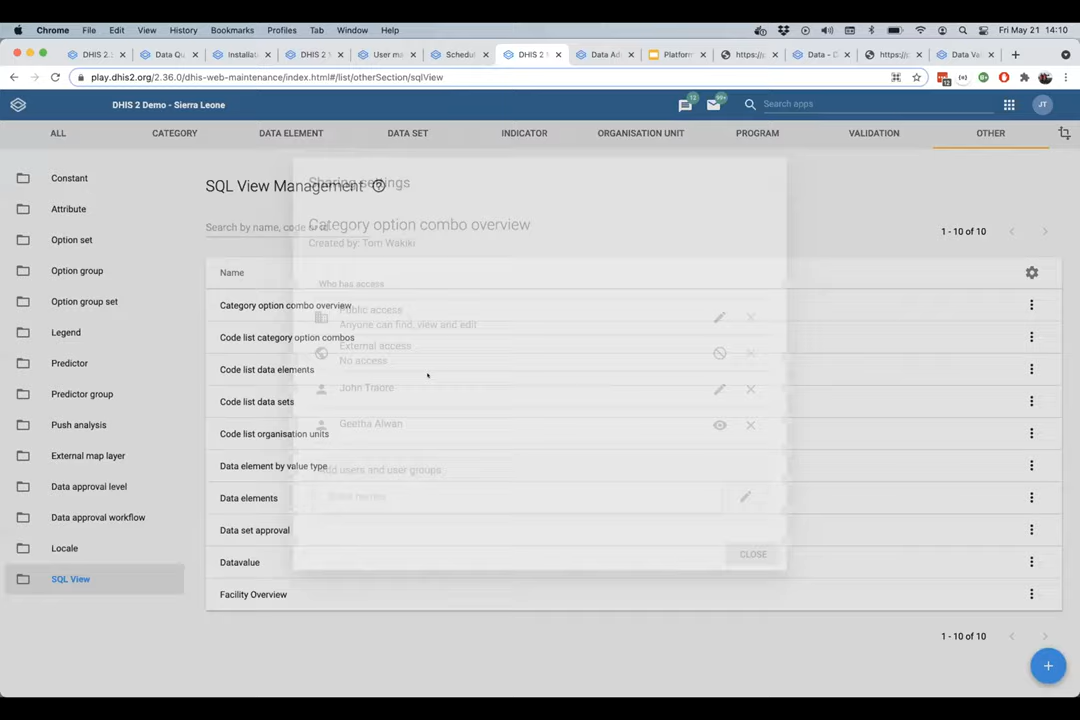 Chrome File Edit View History Bookmarks Profiles Tab Window Help Fri May 21 14:10
DHIS 2 Data Qu Installat DHIS 2 User ma Schedu DHIS 2 Data Ad Platform https:// Data - D https:// Data Va
play.dhis2.org/2.36.0/dhis-web-maintenance/index.html#/list/otherSection/sqlView
12
DHIS 2 Demo - Sierra Leone 12 99+ Search apps JT
ALL CATEGORY DATA ELEMENT DATA SET INDICATOR ORGANISATION UNIT PROGRAM VALIDATION OTHER
Constant
Attribute
Option set
Option group
Option group set
Legend
Predictor
Predictor group
Push analysis
External map layer
Data approval level
Data approval workflow
Locale
SQL View
SQL View Management
Search by name, code
1 - 10 of 10
Name
Category option combo overview
Code list category option combos
Code list data elements
Code list data sets
Code list organisation units
Data element by value type
Data elements
Data set approval
Datavalue
Facility Overview
1 - 10 of 10
Sharing settings
Category option combo overview
Created by: Tom Wakiki
Who has access
Public access
Anyone can find, view and edit
External access
No access
John Traore
Geetha Alwan
Add users and user groups
Enter names
CLOSE